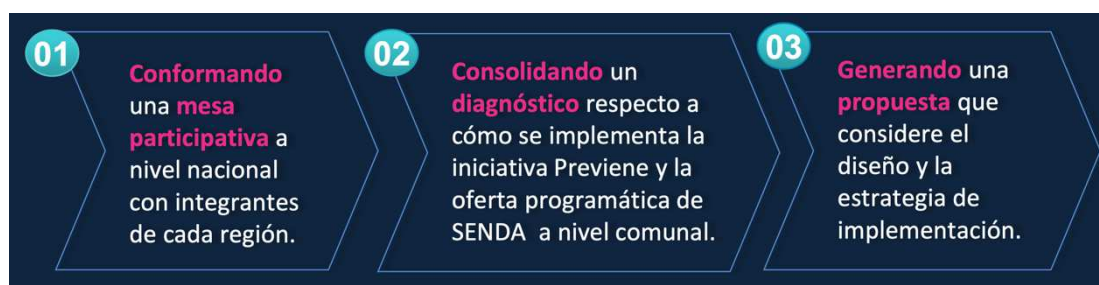 01
Conformando
una mesa
participativa a
nivel nacional
con integrantes
de cada región.
02
Consolidando un
diagnóstico respecto a
cómo se implementa la
iniciativa Previene y la
oferta programática de
SENDA a nivel comunal.
03
Generando una
propuesta que
considere el
diseño y la
estrategia de
implementación.